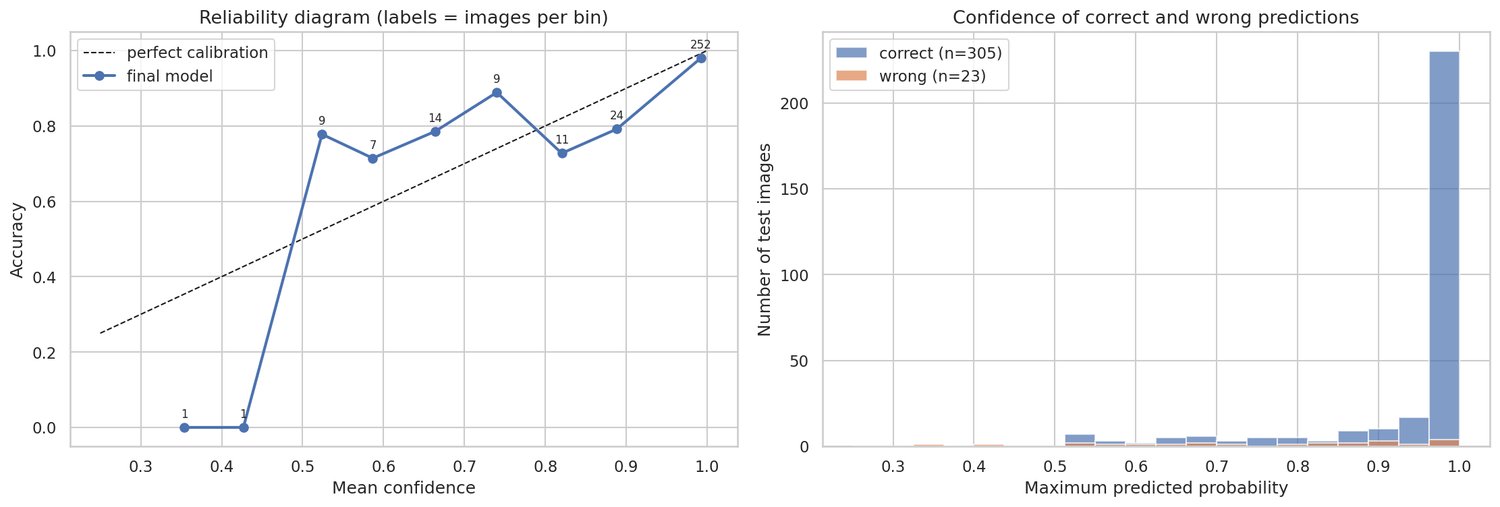 Reliability diagram (labels = images per bin)
perfect calibration
final model
1.0
0.8
0.6
0.4
0.2
0.0
Accuracy
1
1
9
7
14
9
11
24
252
0.3 0.4 0.5 0.6 0.7 0.8 0.9 1.0
Mean confidence
Confidence of correct and wrong predictions
correct (n=305)
wrong (n=23)
200
150
100
50
0
Number of test images
0.3 0.4 0.5 0.6 0.7 0.8 0.9 1.0
Maximum predicted probability